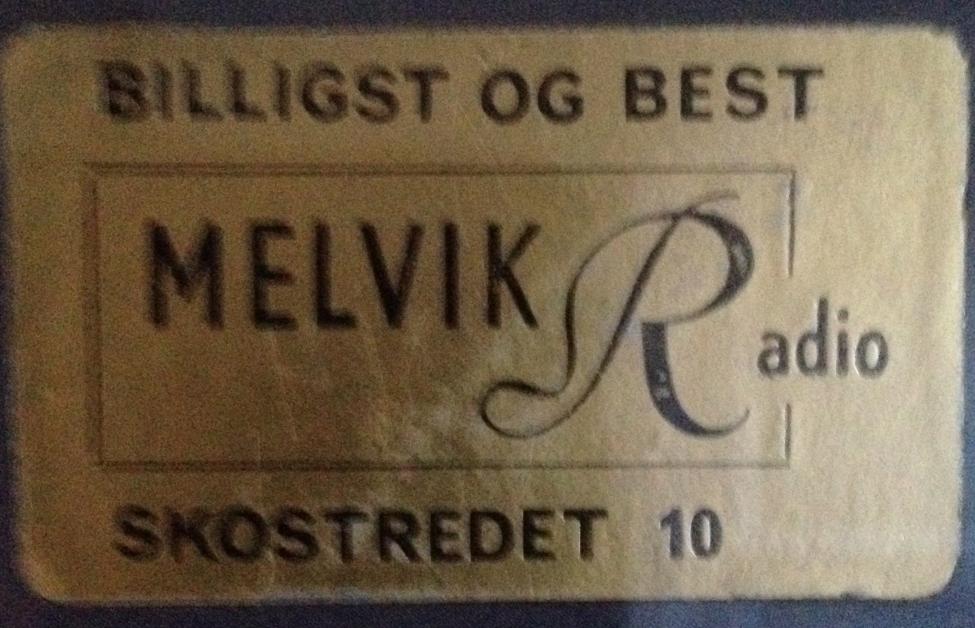 BILLIGST OG BEST
MELVIK Radio
SKOSTREDET 10